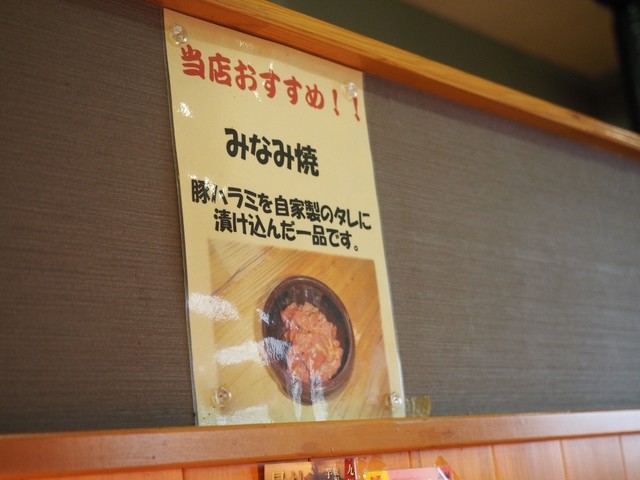 当店おすすめ！！
みなみ焼
豚ハラミを自家製のタレに
漬け込んだ一品です。